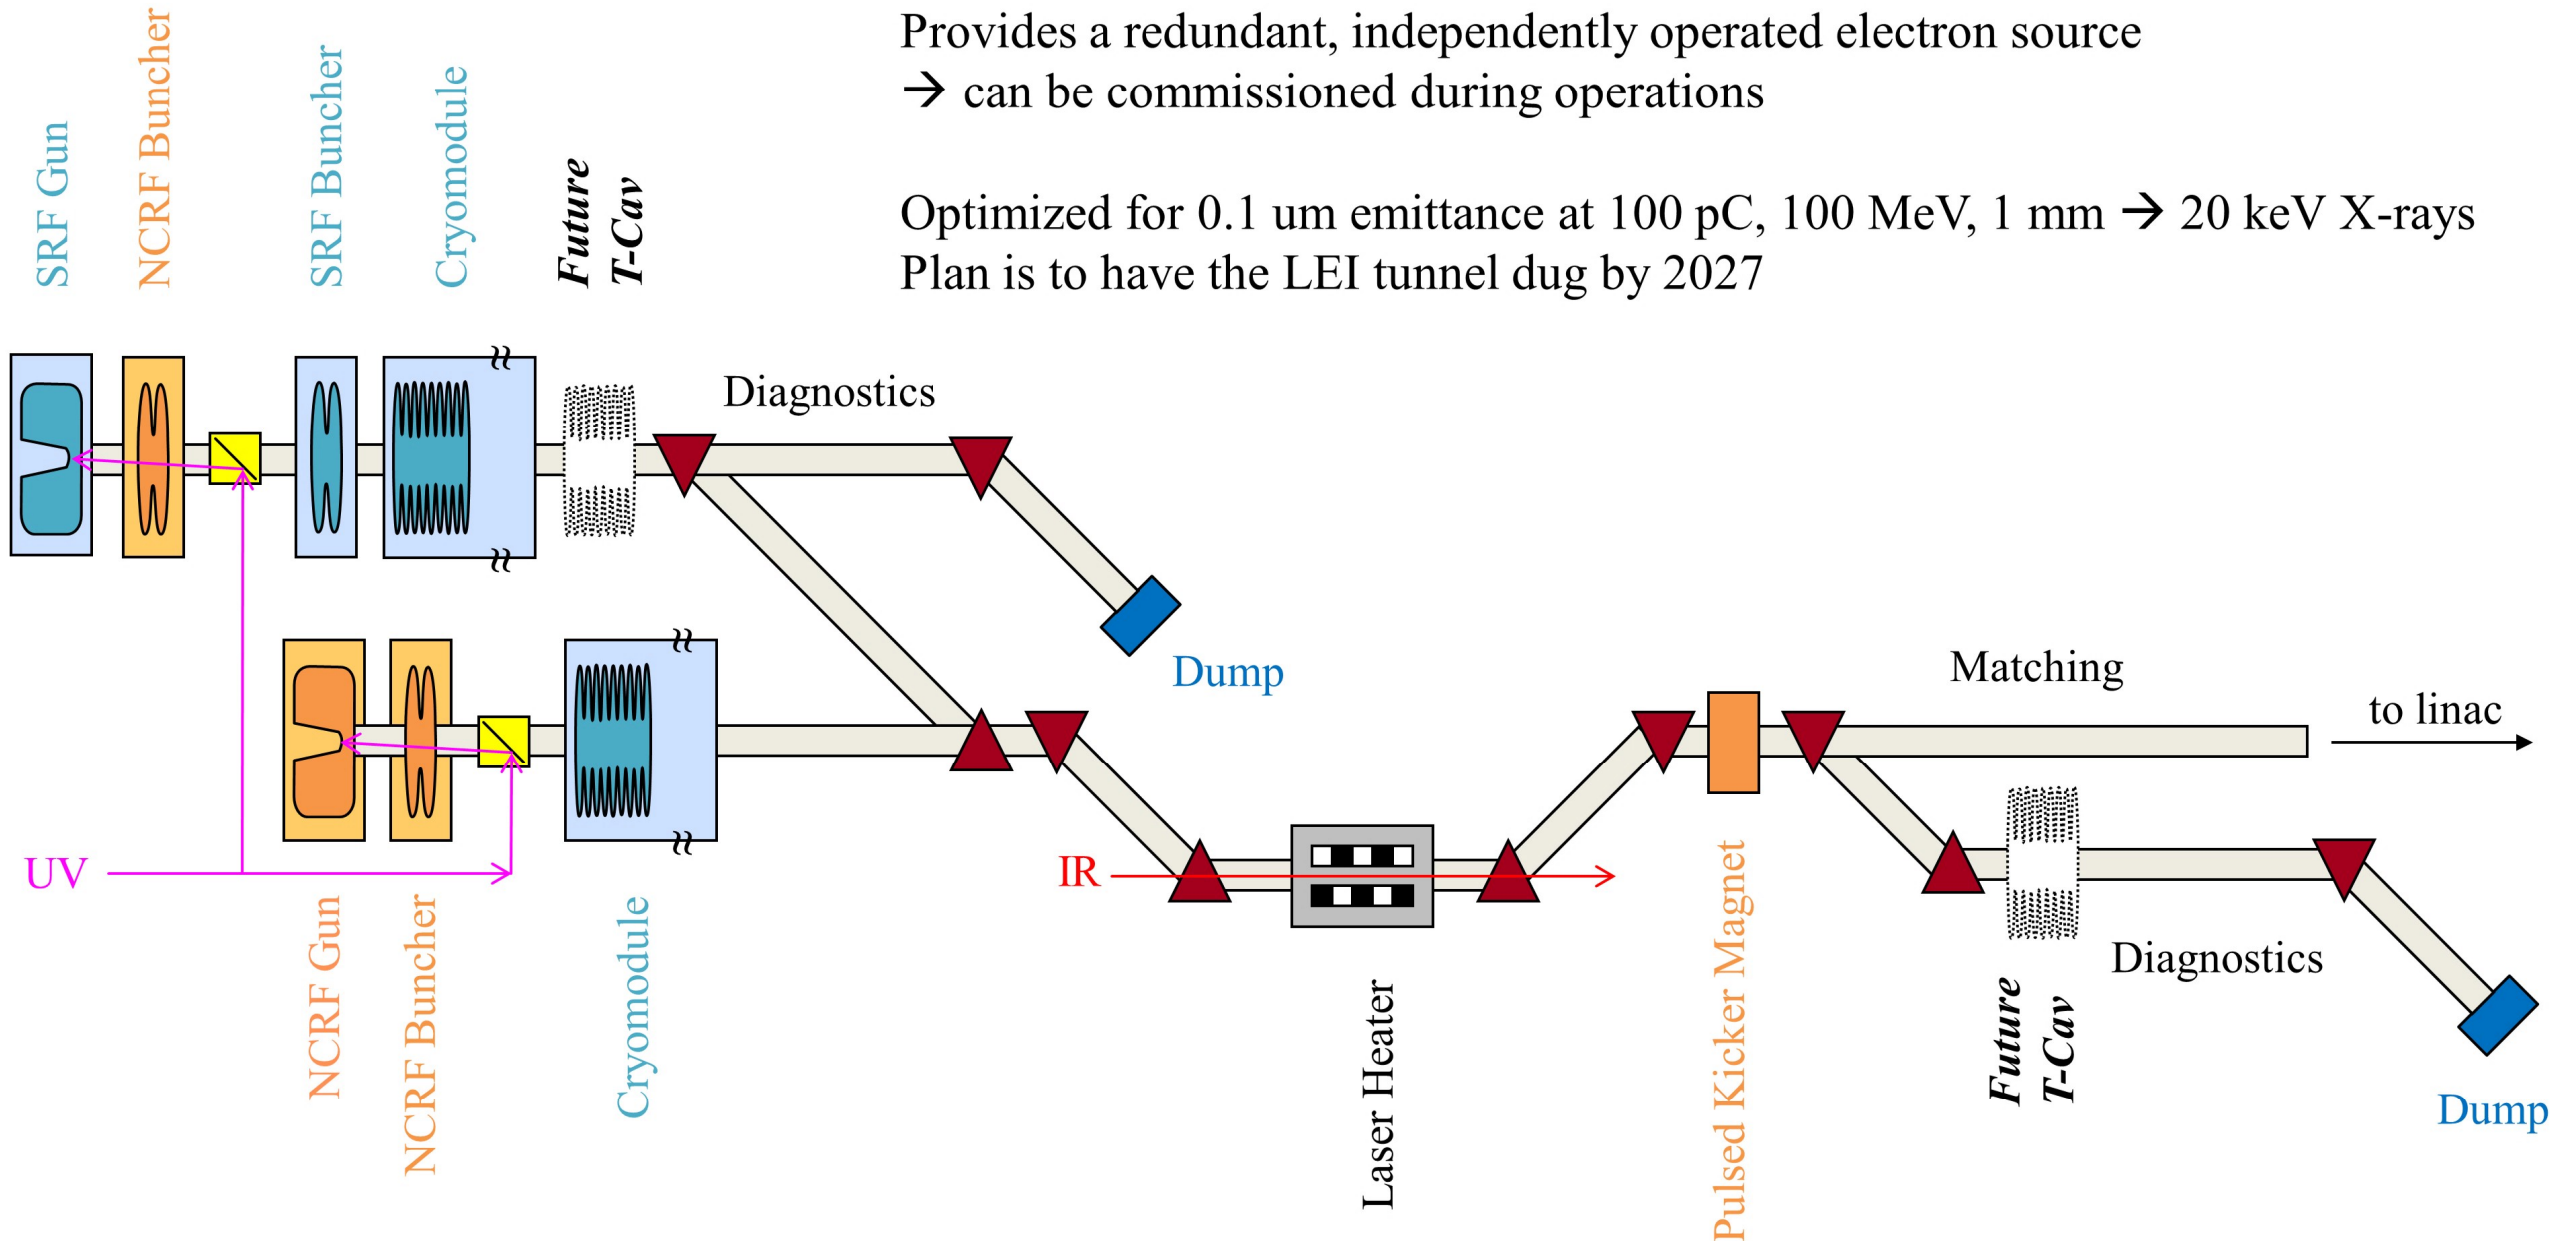 Provides a redundant, independently operated electron source
→ can be commissioned during operations
Optimized for 0.1 um emittance at 100 pC, 100 MeV, 1 mm → 20 keV X-rays
Plan is to have the LEI tunnel dug by 2027
SRF Gun
NCRF Buncher
SRF Buncher
Cryomodule
Future
T-Cav
Diagnostics
Dump
UV
NCRF Gun
NCRF Buncher
Cryomodule
IR
Laser Heater
Pulsed Kicker Magnet
Matching
to linac
Future
T-Cav
Diagnostics
Dump